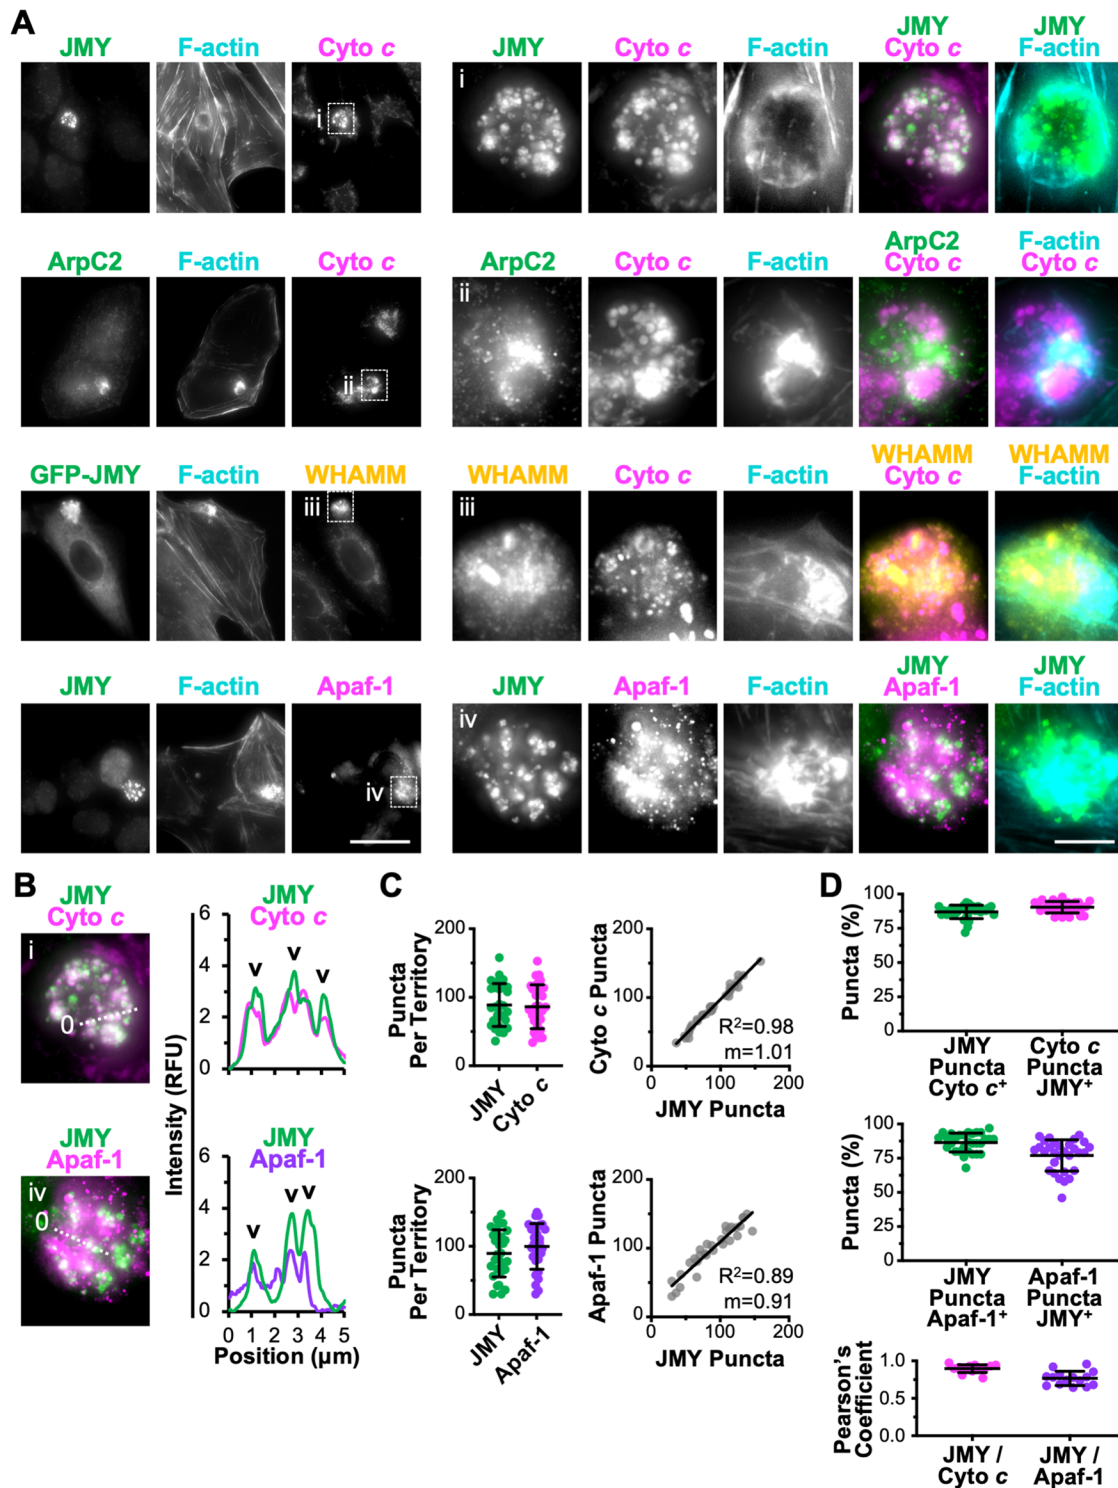 A
JMY F-actin Cyto c JMY Cyto c F-actin JMY Cyto c JMY F-actin
i i
ArpC2 F-actin Cyto c ArpC2 Cyto c F-actin ArpC2 Cyto c F-actin Cyto c
ii ii
GFP-JMY F-actin WHAMM WHAMM Cyto c F-actin WHAMM Cyto c WHAMM F-actin
iii iii
JMY F-actin Apaf-1 JMY Apaf-1 F-actin JMY Apaf-1 JMY F-actin
iv iv
B
JMY
Cyto c
i
0
JMY
Apaf-1
iv
0
Intensity (RFU)
JMY
Cyto c
6
4
2
0
v v v
JMY
Apaf-1
6
4
2
0
v v v
0 1 2 3 4 5
Position (µm)
C
Puncta
Per Territory
200
100
0
JMY
Cyto c
Cyto c Puncta
200
100
0
R²=0.98
m=1.01
0 100 200
JMY Puncta
Puncta
Per Territory
200
100
0
JMY
Apaf-1
Apaf-1 Puncta
200
100
0
R²=0.89
m=0.91
0 100 200
JMY Puncta
D
Puncta (%)
100
75
50
25
0
JMY Cyto c
Puncta Puncta
Cyto c⁺ JMY⁺
Puncta (%)
100
75
50
25
0
JMY Apaf-1
Puncta Puncta
Apaf-1⁺ JMY⁺
Pearson's
Coefficient
1.0
0.5
0.0
JMY / JMY /
Cyto c Apaf-1